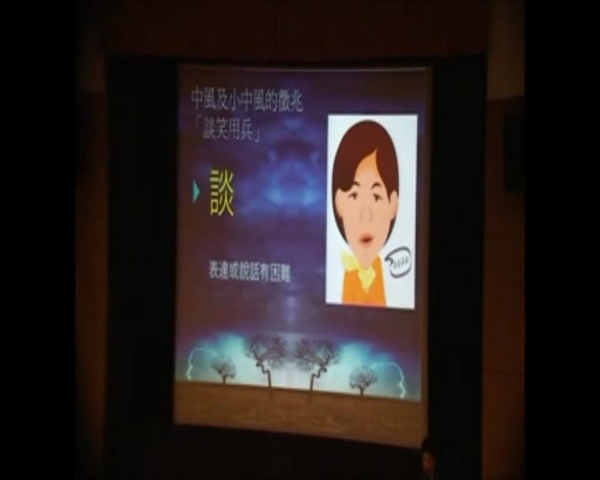 中風及小中風的徵兆
「談笑用兵」
談
表達或說話有困難